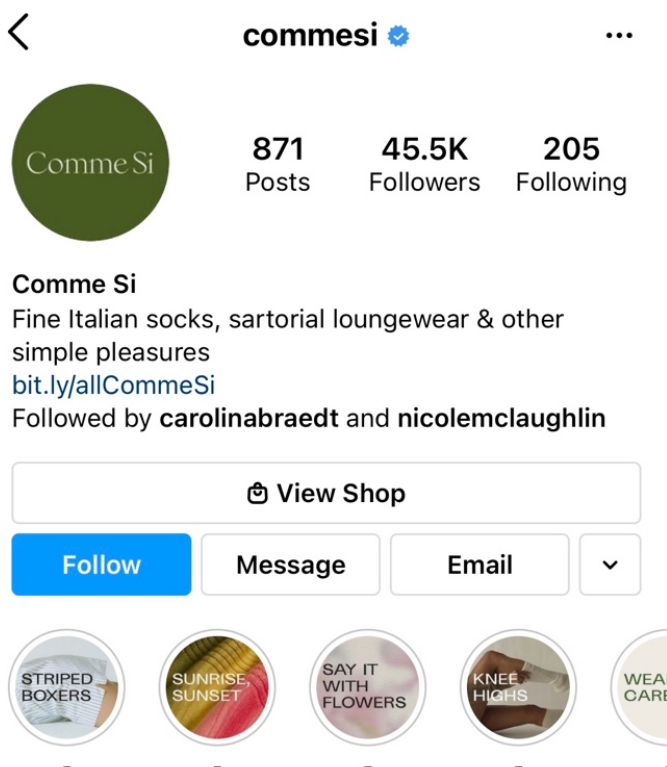 commesi
Comme Si
871
45.5K
205
Posts
Followers
Following
Comme Si
Fine Italian socks, sartorial loungewear & other
simple pleasures
bit.ly/allCommeSi
Followed by carolinabraedt and nicolemclaughlin
View Shop
Follow
Message
Email
STRIPED
BOXERS
SUNRISE,
SUNSET
SAY IT
WITH
FLOWERS
KNEE
HIGHS